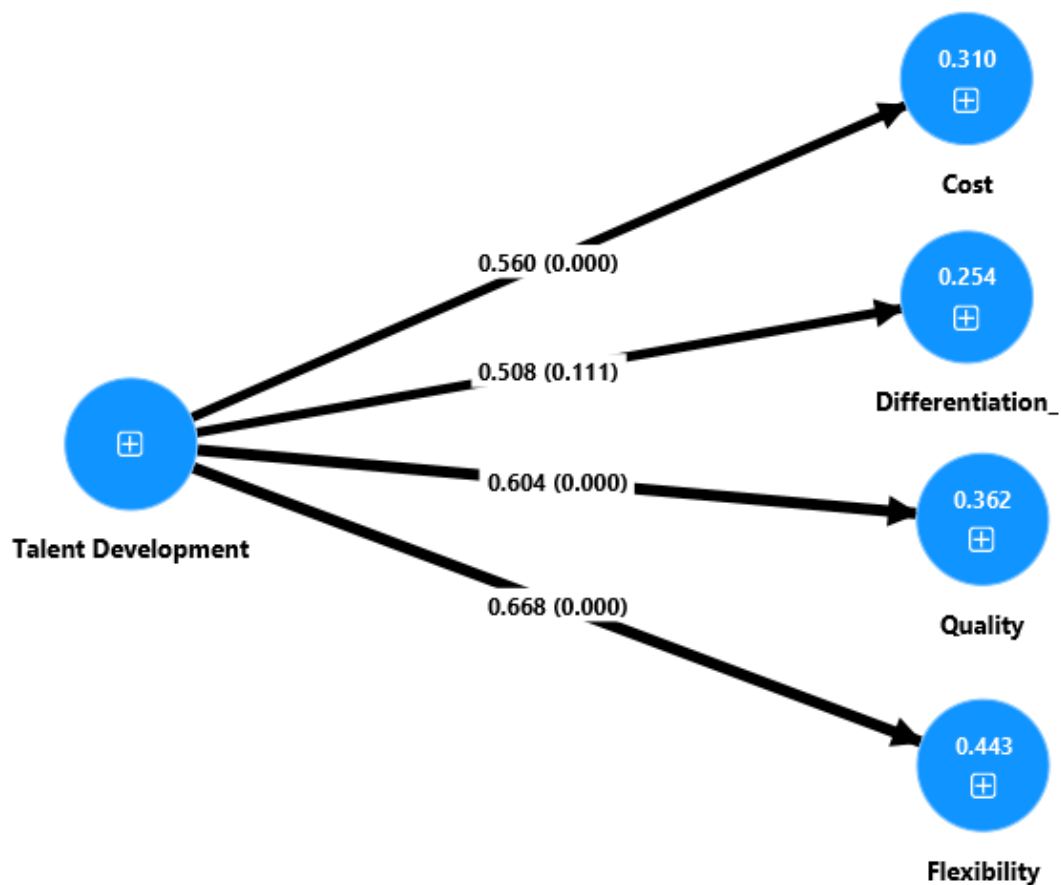 0.310
Cost
0.560 (0.000)
0.254
0.508 (0.111)
Differentiation_
Talent Development
0.604 (0.000)
0.362
Quality
0.668 (0.000)
0.443
Flexibility